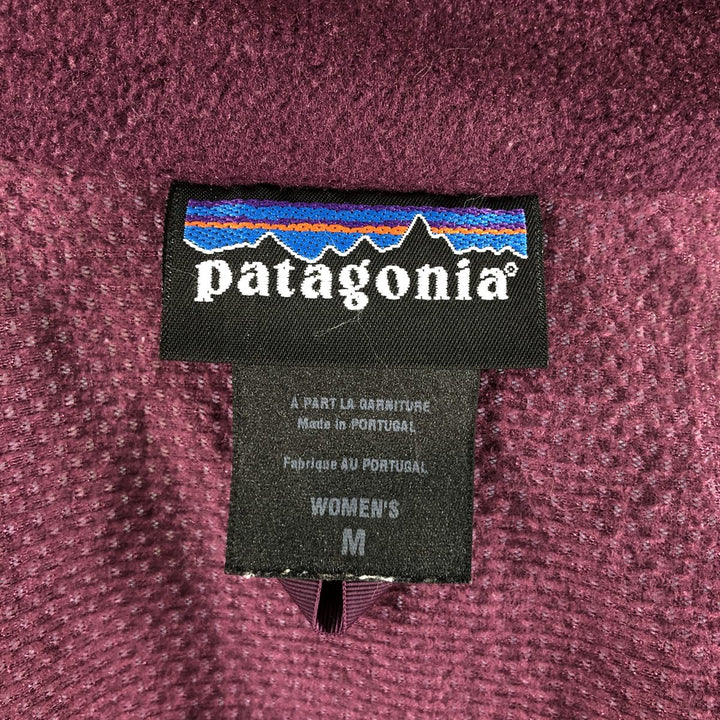 patagonia®
À PART LA GARNITURE
Made in PORTUGAL
Fabriqué AU PORTUGAL
WOMEN'S
M